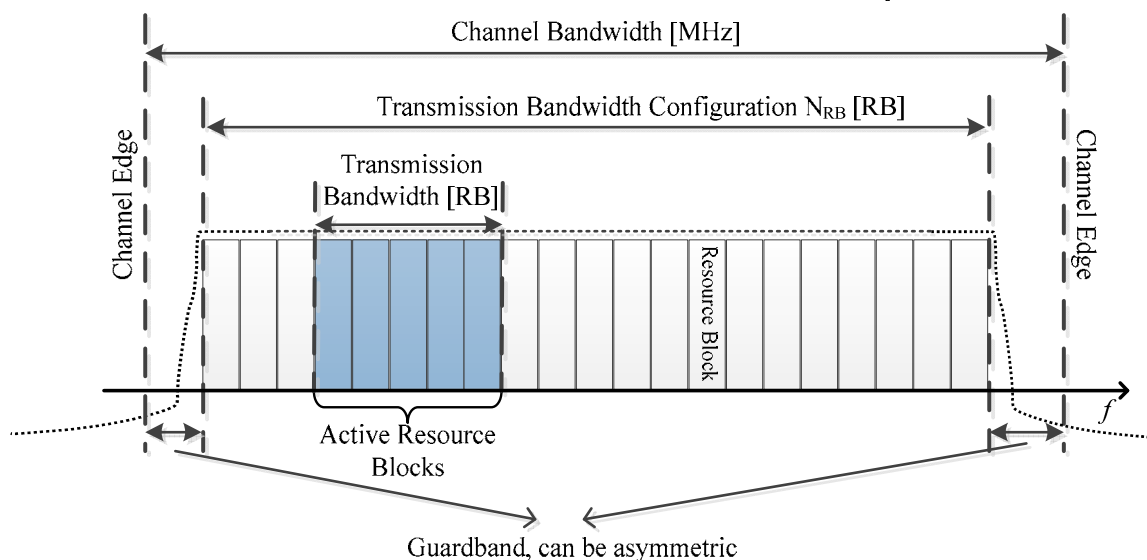 Channel Bandwidth [MHz]
Transmission Bandwidth Configuration NRB [RB]
Transmission
Bandwidth [RB]
Channel Edge
Channel Edge
Resource Block
f
Active Resource
Blocks
Guardband, can be asymmetric